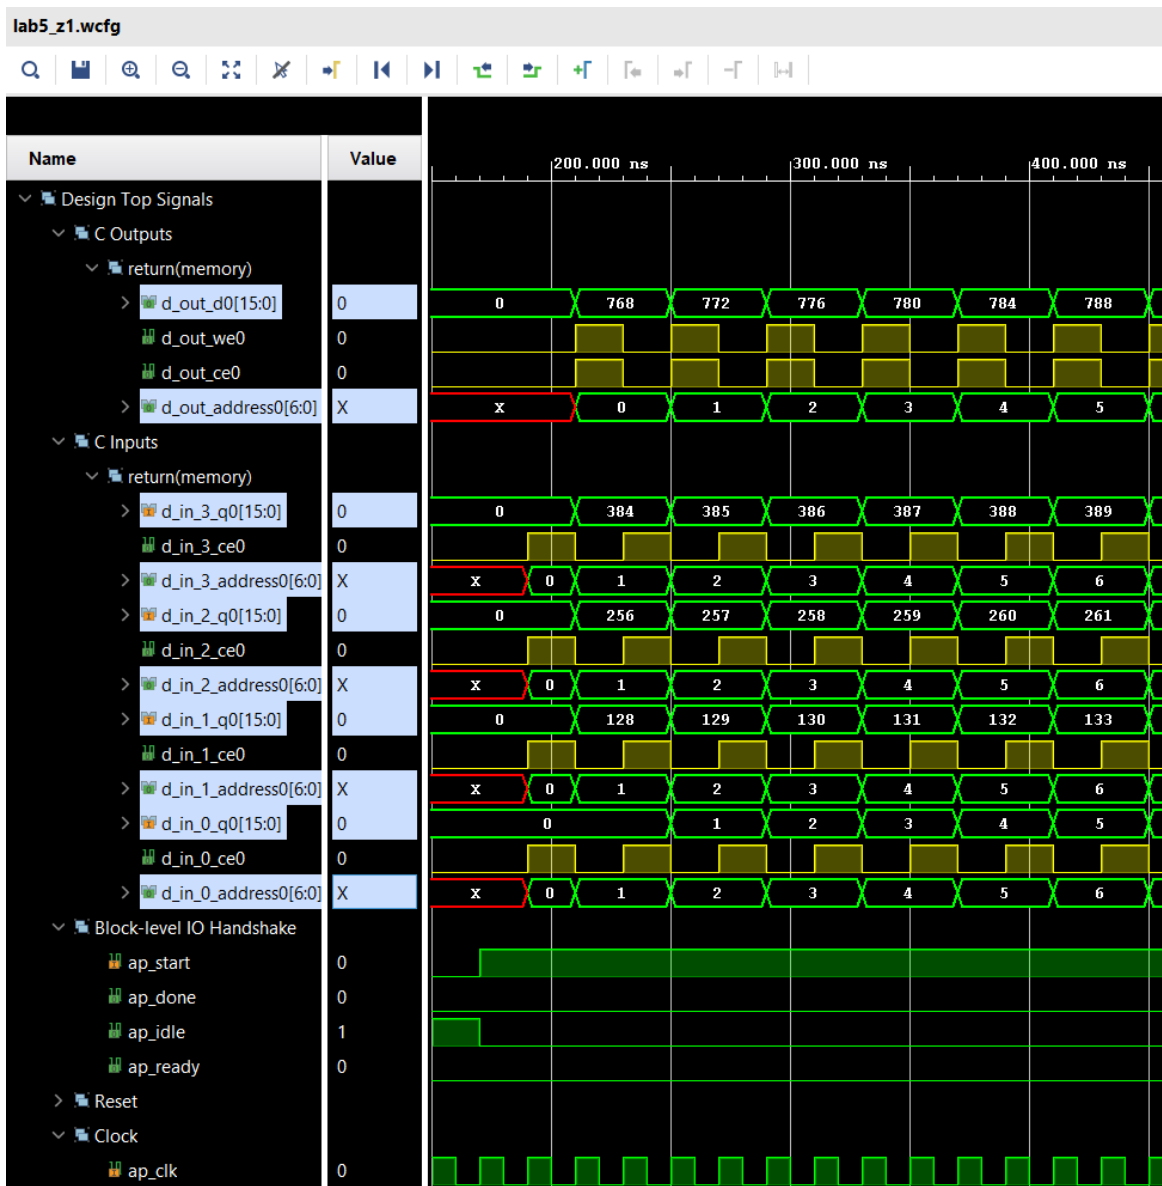 lab5_z1.wcfg
Name Value 200.000 ns 300.000 ns 400.000 ns
Design Top Signals
C Outputs
return(memory)
d_out_d0[15:0] 0 0 768 772 776 780 784 788
d_out_we0 0
d_out_ce0 0
d_out_address0[6:0] X X 0 1 2 3 4 5
C Inputs
return(memory)
d_in_3_q0[15:0] 0 0 384 385 386 387 388 389
d_in_3_ce0 0
d_in_3_address0[6:0] X X 0 1 2 3 4 5 6
d_in_2_q0[15:0] 0 0 256 257 258 259 260 261
d_in_2_ce0 0
d_in_2_address0[6:0] X X 0 1 2 3 4 5 6
d_in_1_q0[15:0] 0 0 128 129 130 131 132 133
d_in_1_ce0 0
d_in_1_address0[6:0] X X 0 1 2 3 4 5 6
d_in_0_q0[15:0] 0 0 1 2 3 4 5
d_in_0_ce0 0
d_in_0_address0[6:0] X X 0 1 2 3 4 5 6
Block-level IO Handshake
ap_start 0
ap_done 0
ap_idle 1
ap_ready 0
Reset
Clock
ap_clk 0